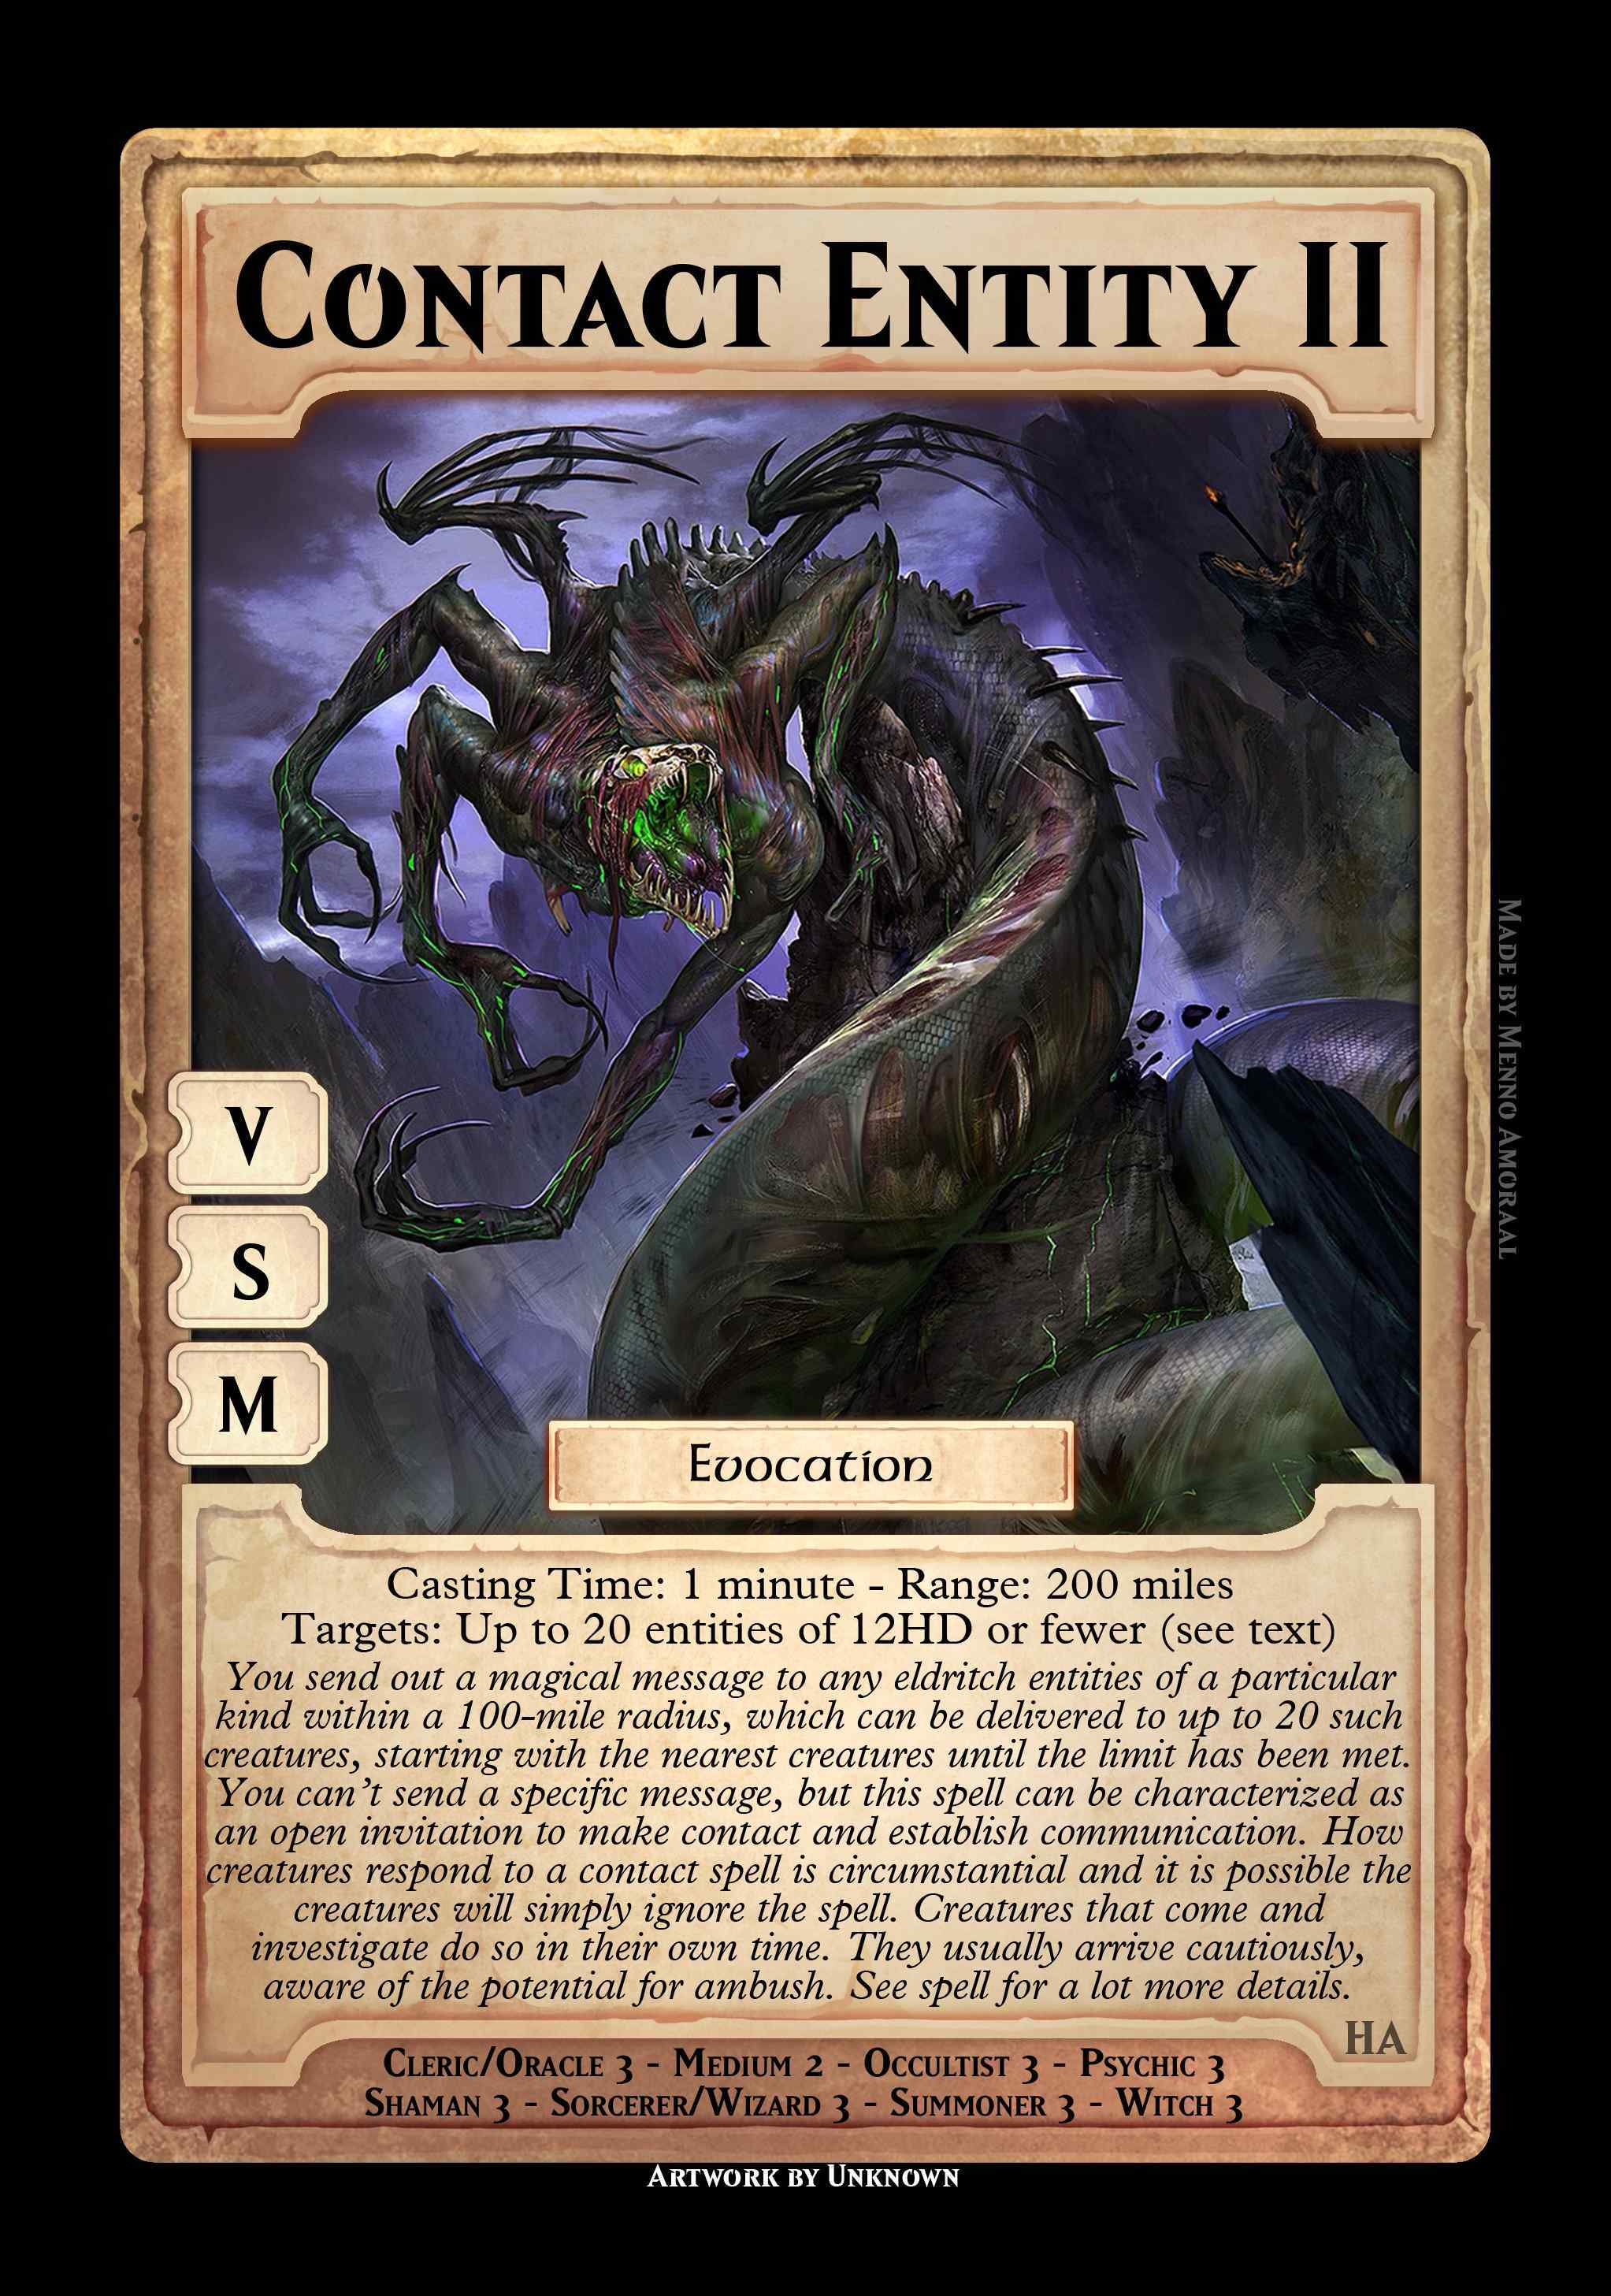 Contact Entity II
V
S
M
Evocation
Casting Time: 1 minute - Range: 200 miles
Targets: Up to 20 entities of 12HD or fewer (see text)
You send out a magical message to any eldritch entities of a particular
kind within a 100-mile radius, which can be delivered to up to 20 such
creatures, starting with the nearest creatures until the limit has been met.
You can't send a specific message, but this spell can be characterized as
an open invitation to make contact and establish communication. How
creatures respond to a contact spell is circumstantial and it is possible the
creatures will simply ignore the spell. Creatures that come and
investigate do so in their own time. They usually arrive cautiously,
aware of the potential for ambush. See spell for a lot more details.
HA
Cleric/Oracle 3 - Medium 2 - Occultist 3 - Psychic 3
Shaman 3 - Sorcerer/Wizard 3 - Summoner 3 - Witch 3
Artwork by Unknown
Made by Menno Amoraal